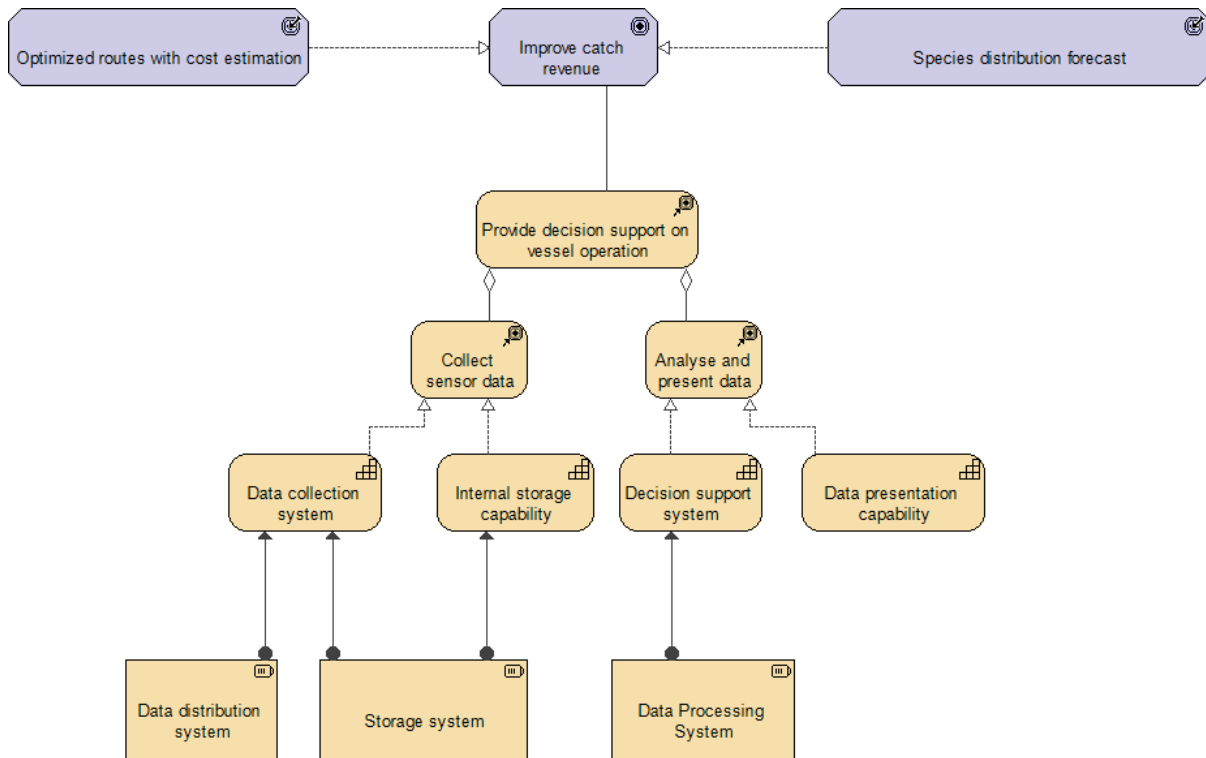 Optimized routes with cost estimation
Improve catch
revenue
Species distribution forecast
Provide decision support on
vessel operation
Collect
sensor data
Analyse and
present data
Data collection
system
Internal storage
capability
Decision support
system
Data presentation
capability
Data distribution
system
Storage system
Data Processing
System